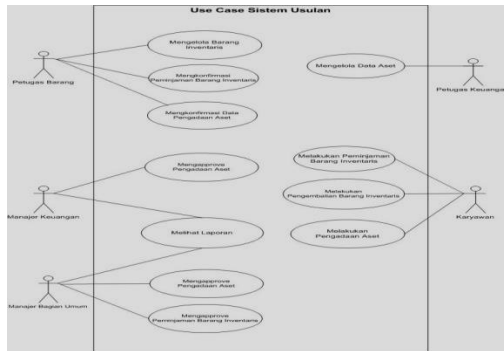 Use Case Sistem Usulan
Mengelola Barang
Inventaris
Mengelola Data Aset
Petugas Barang
Mengkonfirmasi
Peminjaman Barang Inventaris
Petugas Keuangan
Mengkonfirmasi Data
Pengadaan Aset
Mengapprove
Pengadaan Aset
Melakukan Peminjaman
Barang Inventaris
Manajer Keuangan
Melakukan
Pengembalian Barang Inventaris
Karyawan
Melihat Laporan
Melakukan
Pengadaan Aset
Mengapprove
Pengadaan Aset
Manajer Bagian Umum
Mengapprove
Peminjaman Barang Inventaris